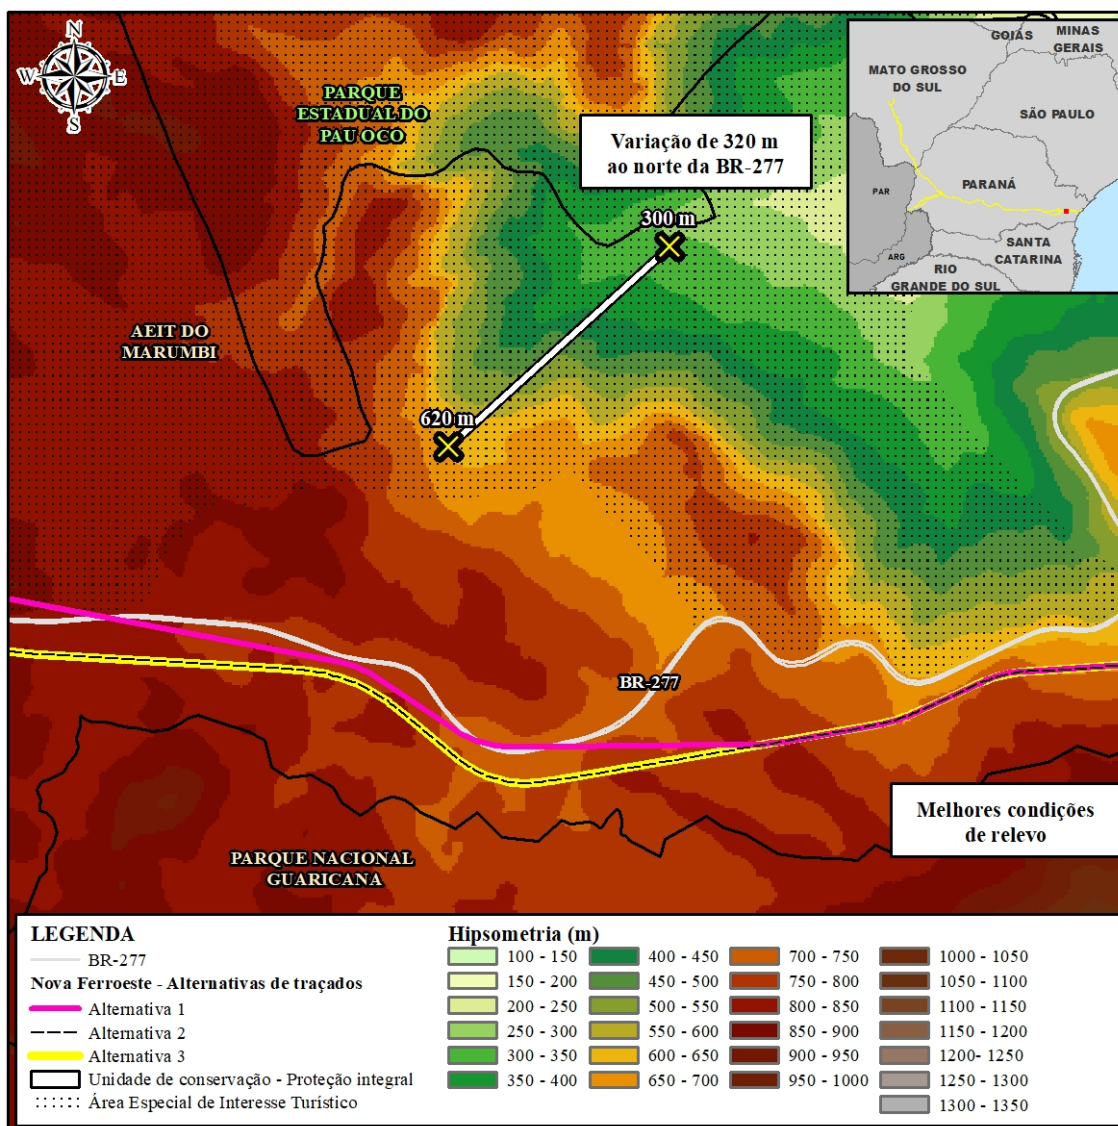 N
W
E
S
PARQUE
ESTADUAL DO
PAU OCO
Variação de 320 m
ao norte da BR-277
GOIÁS
MINAS
GERAIS
MATO GROSSO
DO SUL
SÃO PAULO
PAR
PARANÁ
ARG
SANTA
CATARINA
RIO
GRANDE DO SUL
300 m
AEIT DO
MARUMBI
620 m
BR-277
Melhores condições
de relevo
PARQUE NACIONAL
GUARICANA
LEGENDA
BR-277
Nova Ferroeste - Alternativas de traçados
Alternativa 1
Alternativa 2
Alternativa 3
Unidade de conservação - Proteção integral
Área Especial de Interesse Turístico
Hipsometria (m)
100 - 150
150 - 200
200 - 250
250 - 300
300 - 350
350 - 400
400 - 450
450 - 500
500 - 550
550 - 600
600 - 650
650 - 700
700 - 750
750 - 800
800 - 850
850 - 900
900 - 950
950 - 1000
1000 - 1050
1050 - 1100
1100 - 1150
1150 - 1200
1200- 1250
1250 - 1300
1300 - 1350